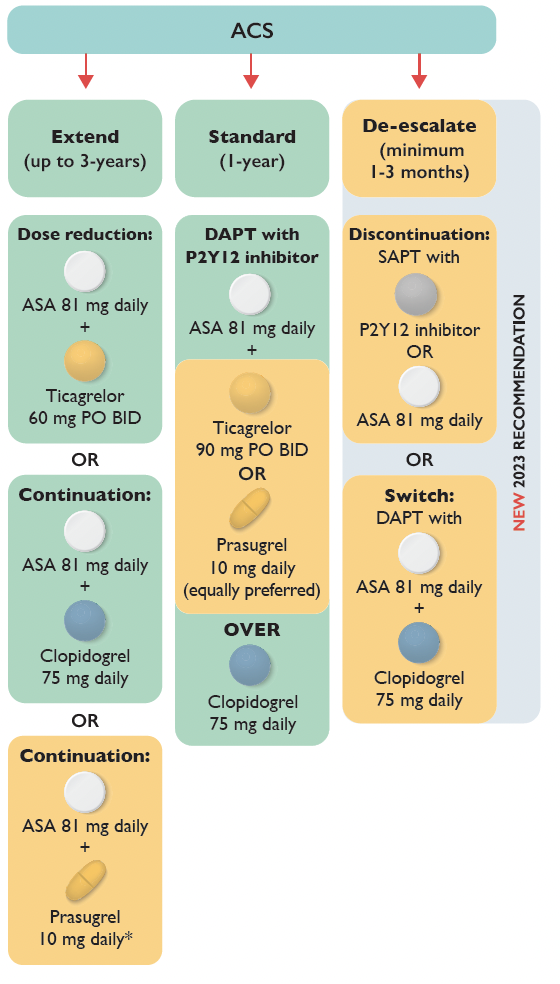 ACS
Extend
(up to 3-years)
Dose reduction:
ASA 81 mg daily
+
Ticagrelor
60 mg PO BID
OR
Continuation:
ASA 81 mg daily
+
Clopidogrel
75 mg daily
OR
Continuation:
ASA 81 mg daily
+
Prasugrel
10 mg daily*
Standard
(1-year)
DAPT with
P2Y12 inhibitor
ASA 81 mg daily
+
Ticagrelor
90 mg PO BID
OR
Prasugrel
10 mg daily
(equally preferred)
OVER
Clopidogrel
75 mg daily
De-escalate
(minimum
1-3 months)
Discontinuation:
SAPT with
P2Y12 inhibitor
OR
ASA 81 mg daily
OR
Switch:
DAPT with
ASA 81 mg daily
+
Clopidogrel
75 mg daily
NEW 2023 RECOMMENDATION